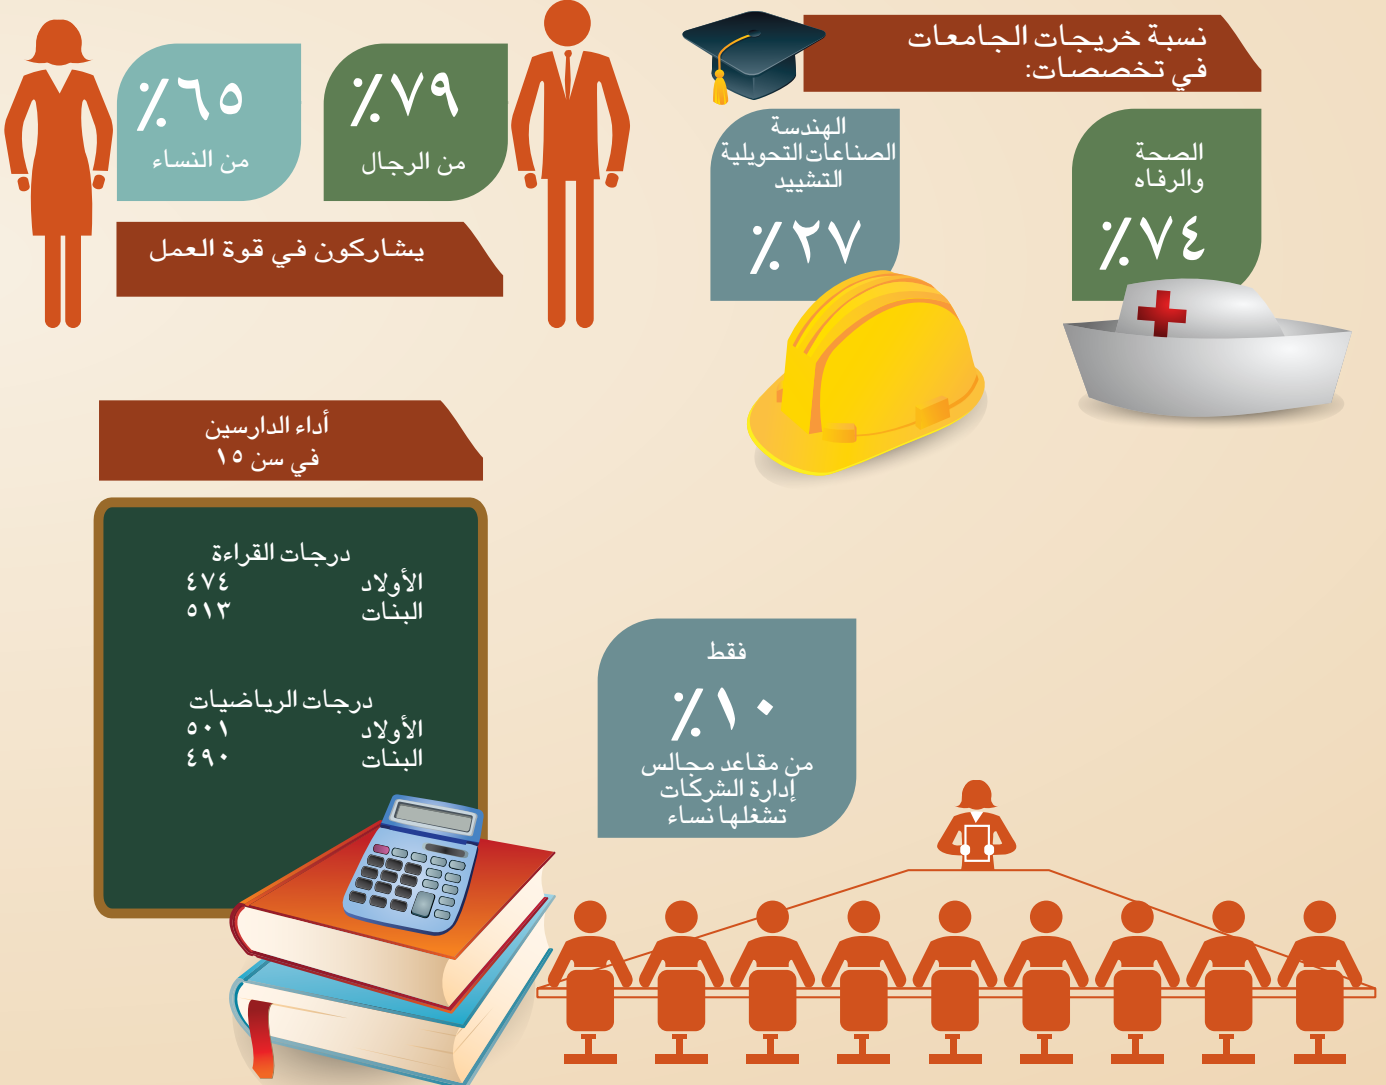 نسبة خريجات الجامعات
في تخصصات:
الصحة
والرفاه
٪٧٤
الهندسة
الصناعات التحويلية
التشييد
٪٢٧
٪٧٩
من الرجال
٪٦٥
من النساء
يشاركون في قوة العمل
أداء الدارسين
في سن ١٥
درجات القراءة
الأولاد ٤٧٤
البنات ٥١٣
درجات الرياضيات
الأولاد ٥٠١
البنات ٤٩٠
فقط
٪١٠
من مقاعد مجالس
إدارة الشركات
تشغلها نساء